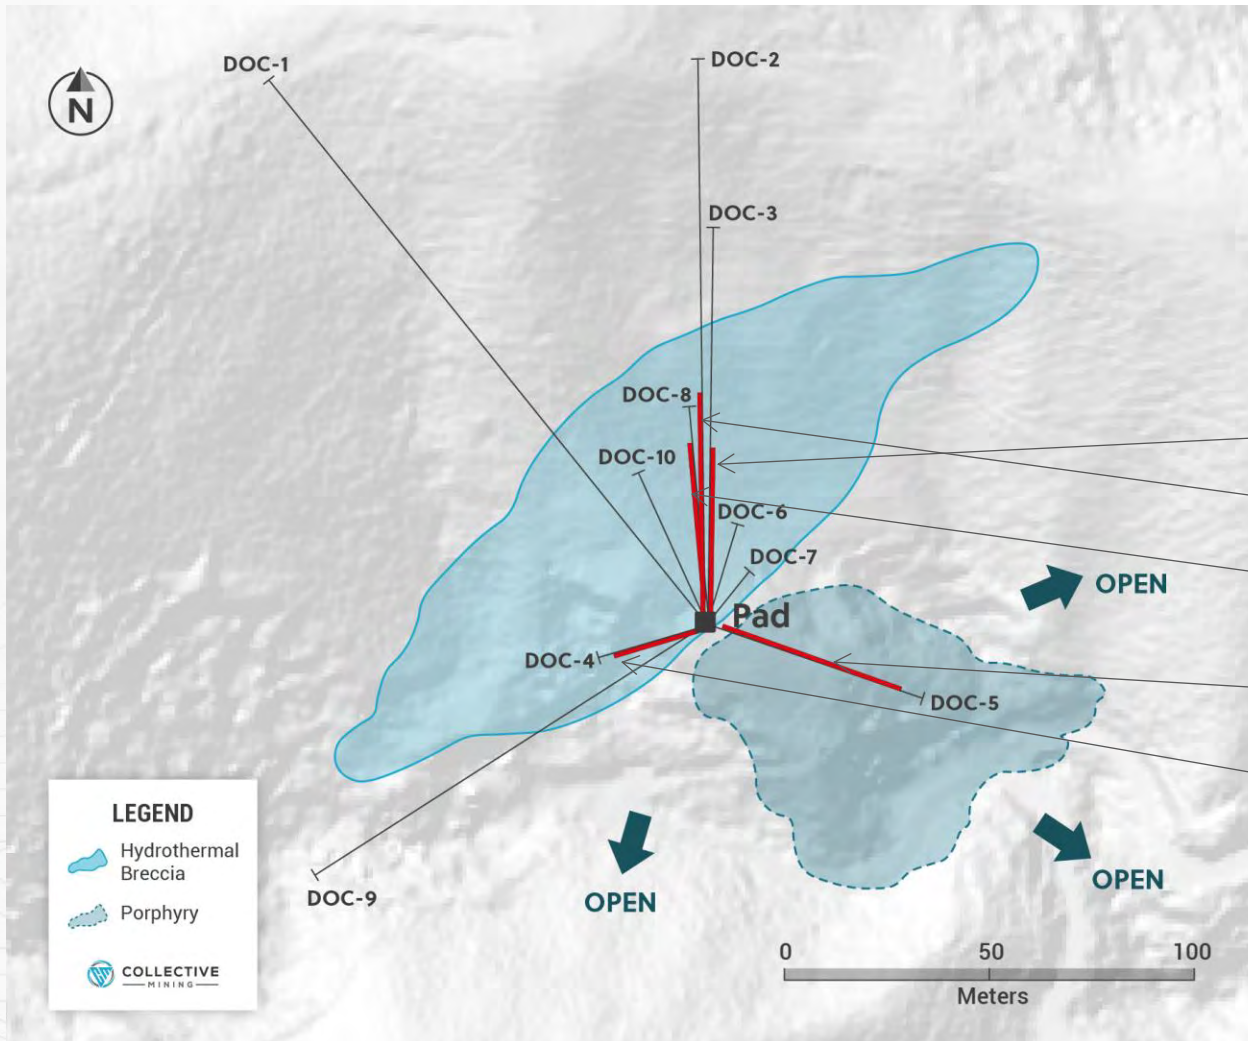 DOC-1
DOC-2
N
DOC-3
DOC-8
DOC-10
DOC-6
DOC-7
OPEN
Pad
DOC-4
DOC-5
LEGEND
Hydrothermal
Breccia
Porphyry
COLLECTIVE
MINING
DOC-9
OPEN
OPEN
0 50 100
Meters